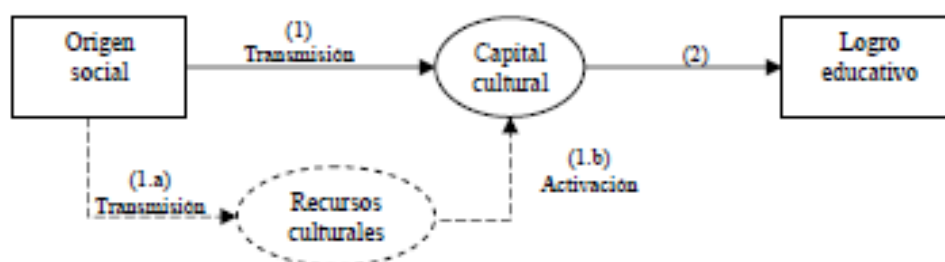 Origen
social
(1)
Transmisión
Capital
cultural
(2)
Logro
educativo
(1.a)
Transmisión
Recursos
culturales
(1.b)
Activación